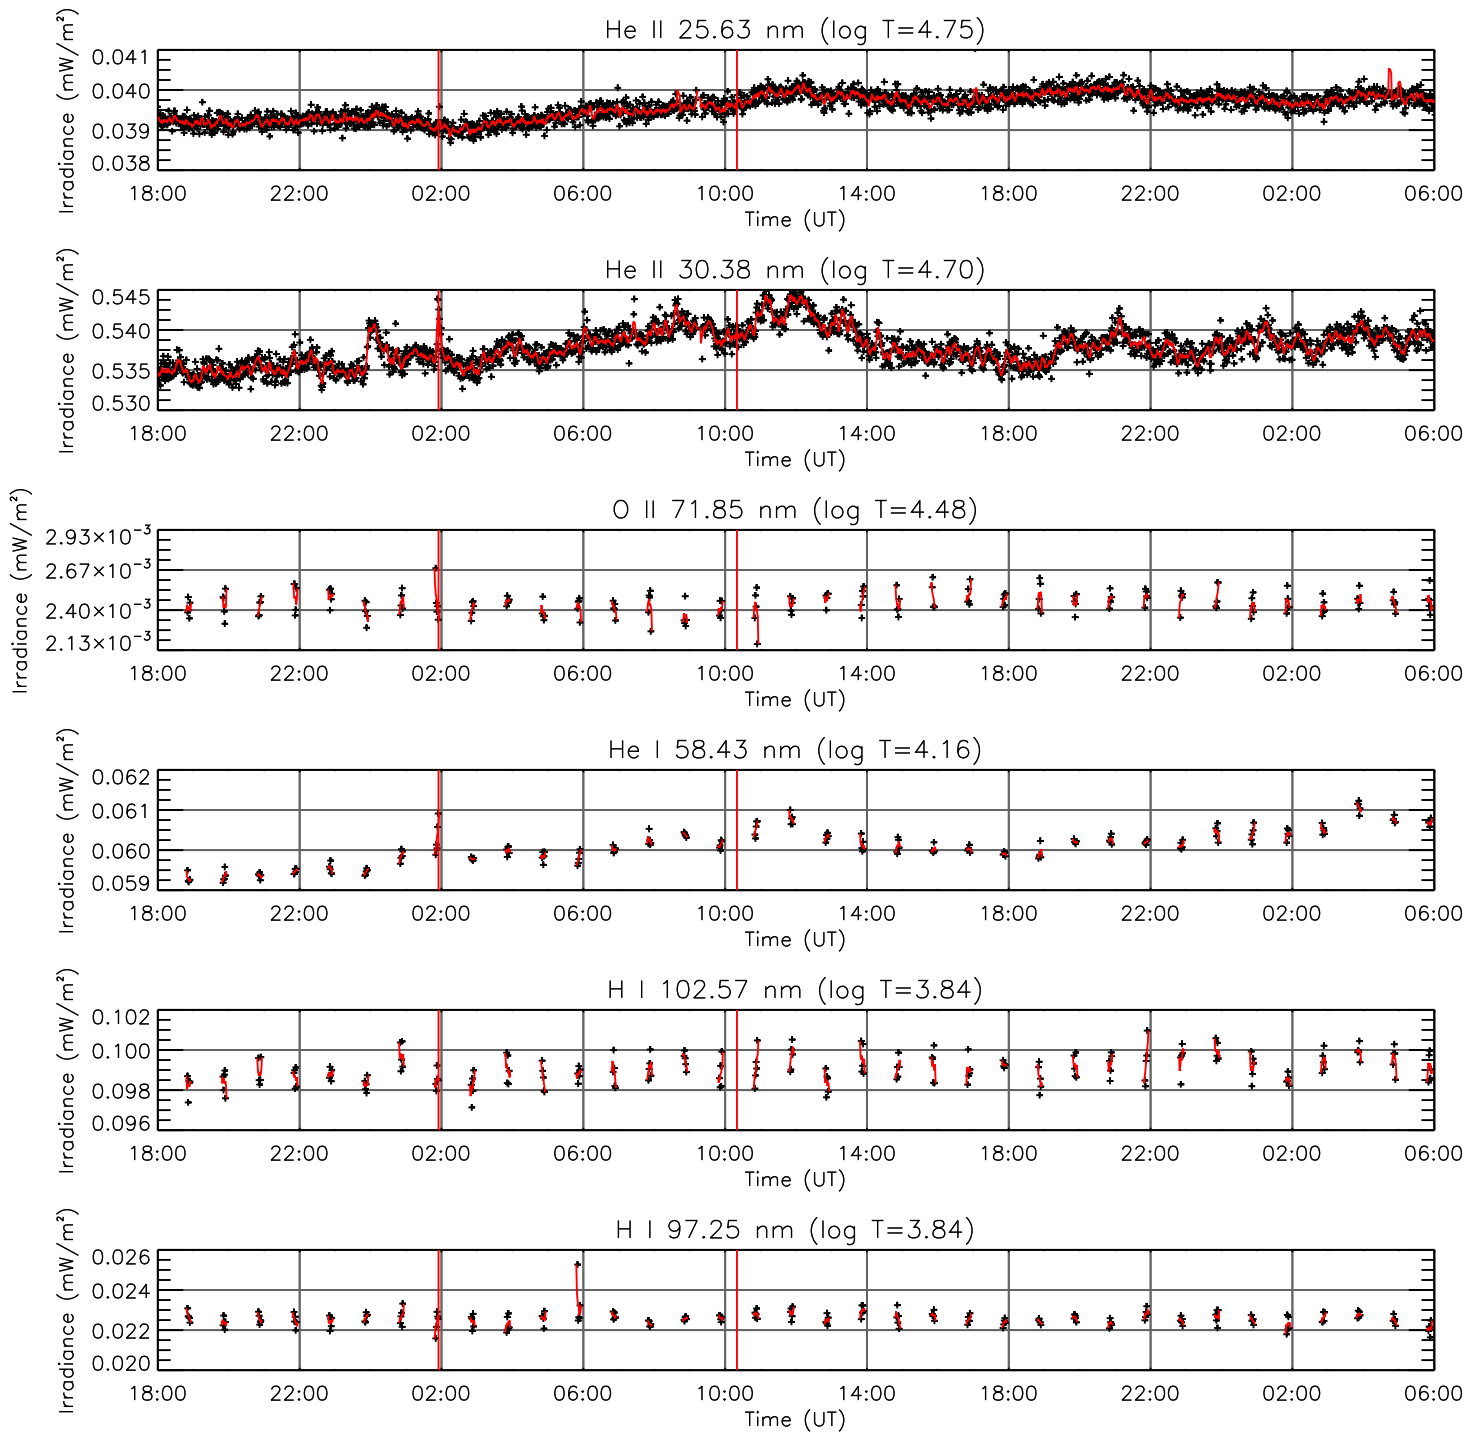 He II 25.63 nm (log T=4.75)
Irradiance (mW/m²)
0.041
0.040
0.039
0.038
18:00 22:00 02:00 06:00 10:00 14:00 18:00 22:00 02:00 06:00
Time (UT)
He II 30.38 nm (log T=4.70)
Irradiance (mW/m²)
0.545
0.540
0.535
0.530
18:00 22:00 02:00 06:00 10:00 14:00 18:00 22:00 02:00 06:00
Time (UT)
O II 71.85 nm (log T=4.48)
Irradiance (mW/m²)
2.93×10⁻³
2.67×10⁻³
2.40×10⁻³
2.13×10⁻³
18:00 22:00 02:00 06:00 10:00 14:00 18:00 22:00 02:00 06:00
Time (UT)
He I 58.43 nm (log T=4.16)
Irradiance (mW/m²)
0.062
0.061
0.060
0.059
18:00 22:00 02:00 06:00 10:00 14:00 18:00 22:00 02:00 06:00
Time (UT)
H I 102.57 nm (log T=3.84)
Irradiance (mW/m²)
0.102
0.100
0.098
0.096
18:00 22:00 02:00 06:00 10:00 14:00 18:00 22:00 02:00 06:00
Time (UT)
H I 97.25 nm (log T=3.84)
Irradiance (mW/m²)
0.026
0.024
0.022
0.020
18:00 22:00 02:00 06:00 10:00 14:00 18:00 22:00 02:00 06:00
Time (UT)